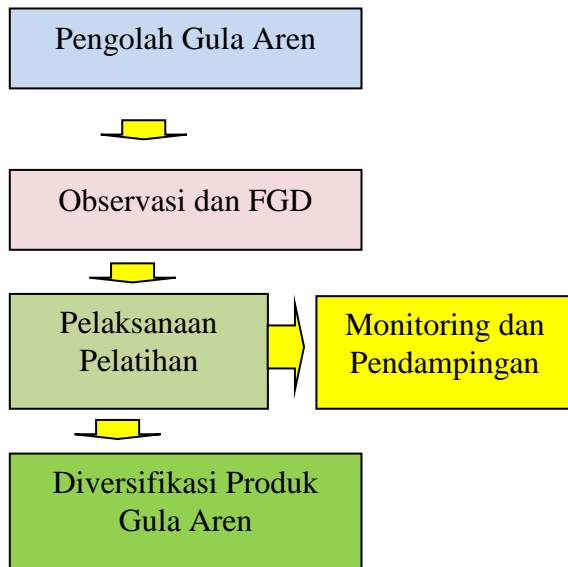 Pengolah Gula Aren
Observasi dan FGD
Pelaksanaan
Pelatihan
Monitoring dan
Pendampingan
Diversifikasi Produk
Gula Aren